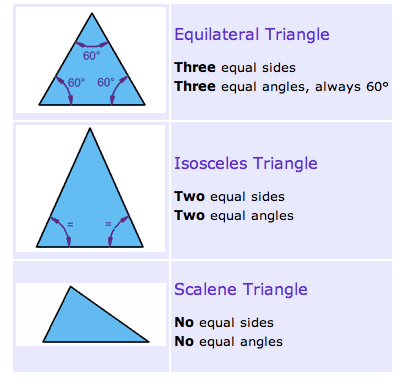 60°
60° 60°
Equilateral Triangle
Three equal sides
Three equal angles, always 60°
= =
Isosceles Triangle
Two equal sides
Two equal angles
Scalene Triangle
No equal sides
No equal angles